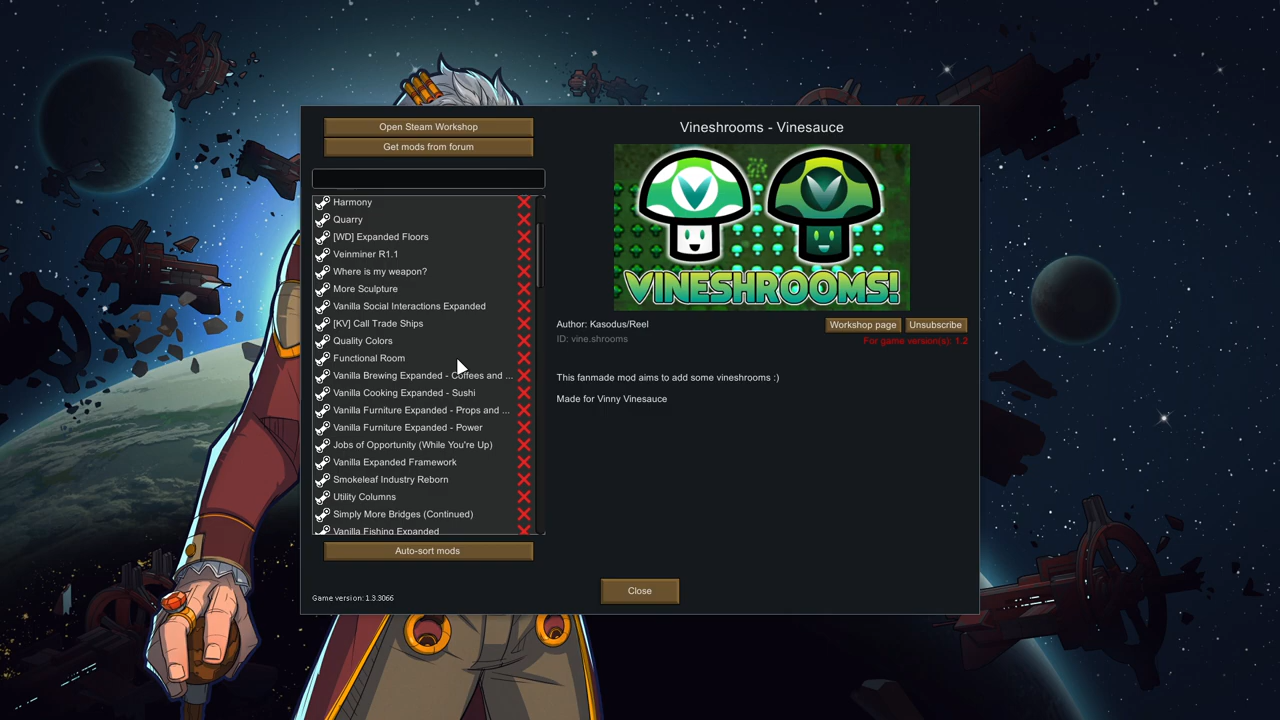 Open Steam Workshop
Get mods from forum
Harmony
Quarry
[WD] Expanded Floors
Veinminer R1.1
Where is my weapon?
More Sculpture
Vanilla Social Interactions Expanded
[KV] Call Trade Ships
Quality Colors
Functional Room
Vanilla Brewing Expanded - Coffees and ...
Vanilla Cooking Expanded - Sushi
Vanilla Furniture Expanded - Props and ...
Vanilla Furniture Expanded - Power
Jobs of Opportunity (While You're Up)
Vanilla Expanded Framework
Smokeleaf Industry Reborn
Utility Columns
Simply More Bridges (Continued)
Vanilla Fishing Expanded
Auto-sort mods
Game version: 1.3.3066
Vineshrooms - Vinesauce
VINESHROOMS!
Author: Kasodus/Reel
Workshop page
Unsubscribe
ID: vine.shrooms
For game version(s): 1.2
This fanmade mod aims to add some vineshrooms :)
Made for Vinny Vinesauce
Close